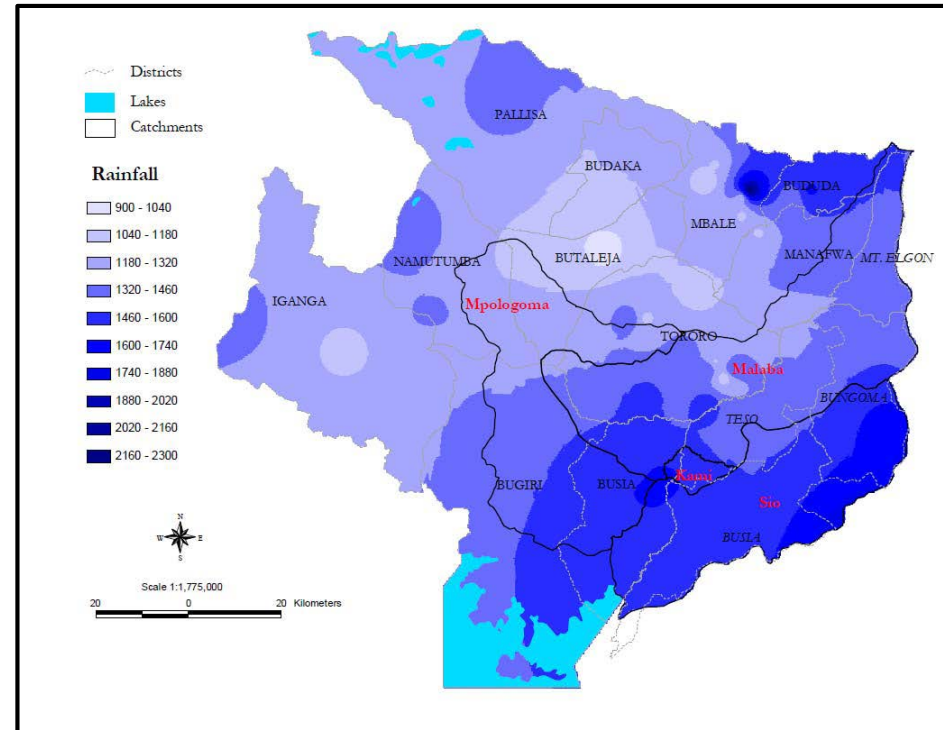 Districts
Lakes
Catchments
Rainfall
900 - 1040
1040 - 1180
1180 - 1320
1320 - 1460
1460 - 1600
1600 - 1740
1740 - 1880
1880 - 2020
2020 - 2160
2160 - 2300
N
W E
S
Scale 1:1,775,000
20 0 20 Kilometers
PALLISA
BUDAKA
BUDUDA
MBALE
NAMUTUMBA
BUTALEJA
MANAFWA
MT. ELGON
IGANGA
Mpologoma
TORORO
Malaba
BUNGOMA
TESO
BUGIRI
BUSIA
Kami
Sio
BUSIA